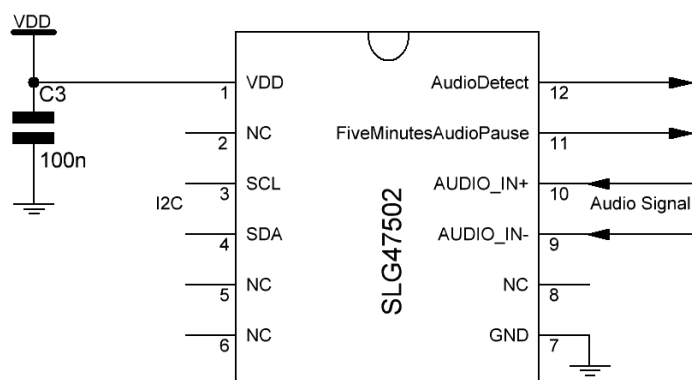 VDD
C3
100n
1 VDD AudioDetect 12
2 NC FiveMinutesAudioPause 11
3 SCL AUDIO_IN+ 10
I2C
Audio Signal
4 SDA AUDIO_IN- 9
5 NC NC 8
6 NC GND 7
SLG47502